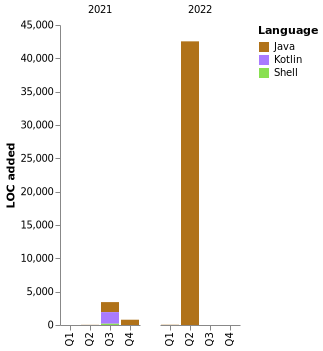 2021 2022
Language
Java
Kotlin
Shell
LOC added
45,000
40,000
35,000
30,000
25,000
20,000
15,000
10,000
5,000
0
Q1 Q2 Q3 Q4 Q1 Q2 Q3 Q4